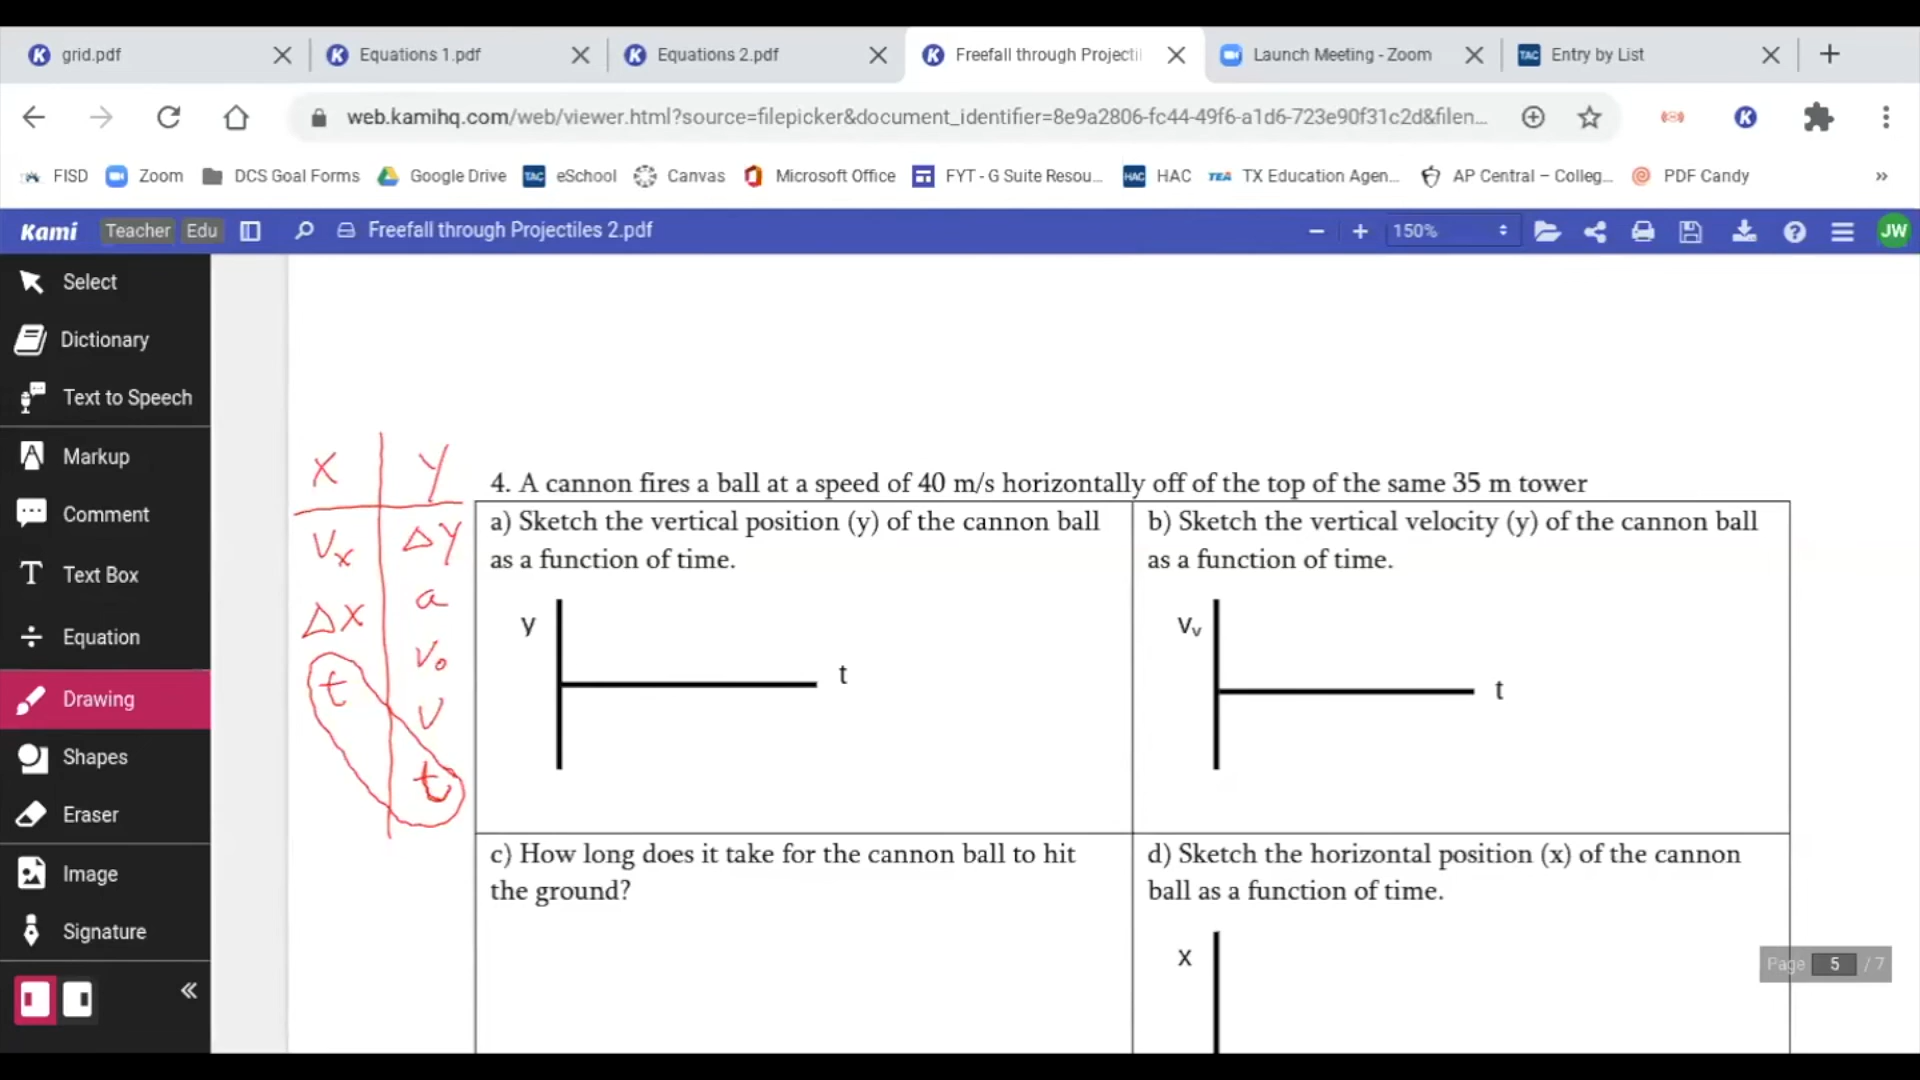 grid.pdf
Equations 1.pdf
Equations 2.pdf
Freefall through Projecti
Launch Meeting - Zoom
TAC
Entry by List
web.kamihq.com/web/viewer.html?source=filepicker&document_identifier=8e9a2806-fc44-49f6-a1d6-723e90f31c2d&filen...
FISD
Zoom
DCS Goal Forms
Google Drive
TAC
eSchool
Canvas
Microsoft Office
FYT - G Suite Resou...
HAC
HAC
TEA
TX Education Agen...
AP Central – Colleg...
PDF Candy
»
Kami
Teacher
Edu
Freefall through Projectiles 2.pdf
150%
JW
Select
Dictionary
Text to Speech
Markup
Comment
Text Box
Equation
Drawing
Shapes
Eraser
Image
Signature
x y
Vx Δy
Δx a
t v₀
v
t
4. A cannon fires a ball at a speed of 40 m/s horizontally off of the top of the same 35 m tower
a) Sketch the vertical position (y) of the cannon ball
as a function of time.
y
t
b) Sketch the vertical velocity (y) of the cannon ball
as a function of time.
vᵥ
t
c) How long does it take for the cannon ball to hit
the ground?
d) Sketch the horizontal position (x) of the cannon
ball as a function of time.
x
Page 5 / 7